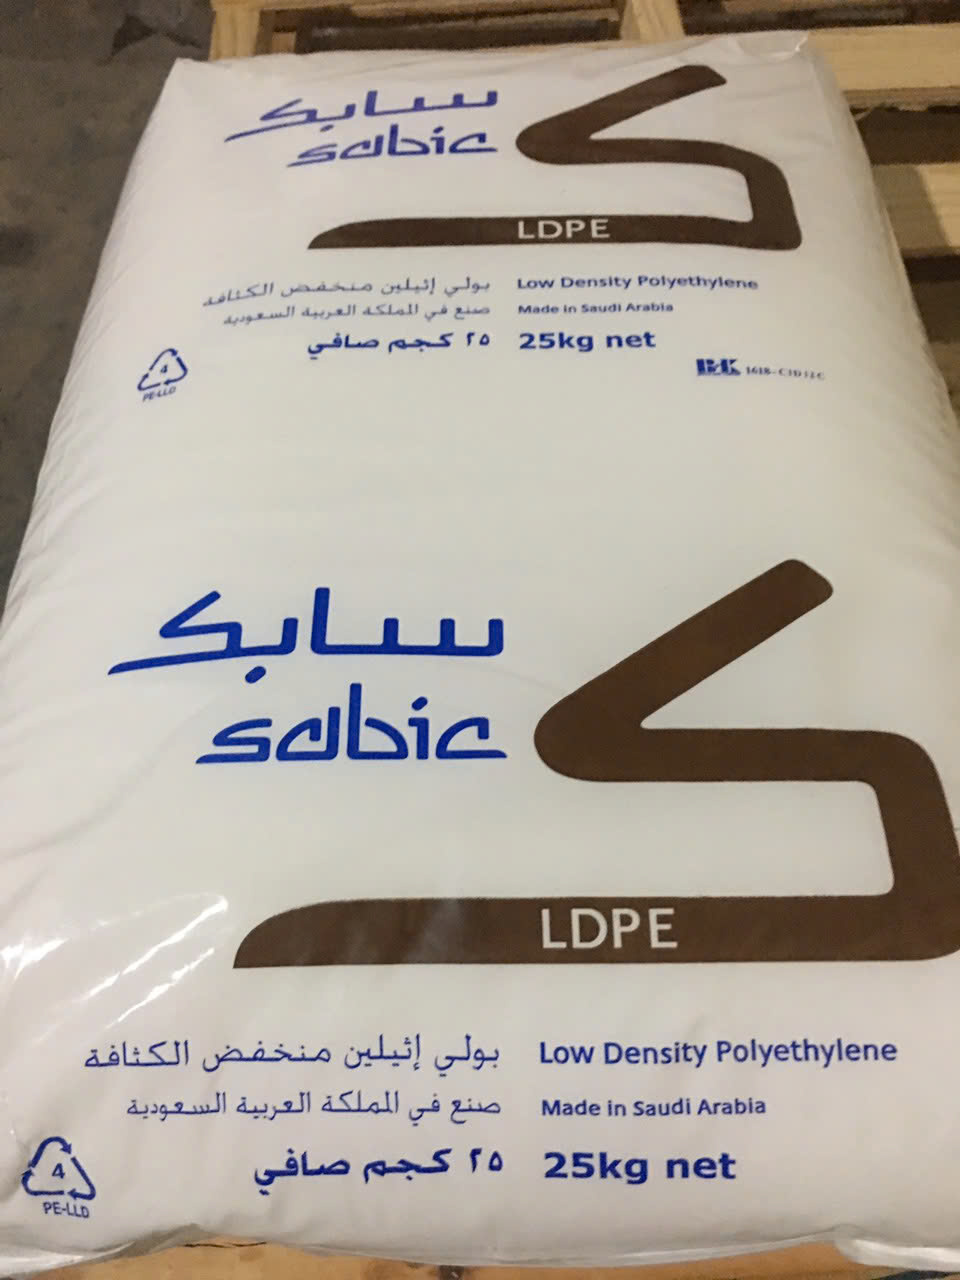 سابك
sabic
LDPE
بولي إثيلين منخفض الكثافة
Low Density Polyethylene
صنع في المملكة العربية السعودية
Made in Saudi Arabia
٢٥ كجم صافي
25kg net
4
PE-LLD
سابك
sabic
LDPE
بولي إثيلين منخفض الكثافة
Low Density Polyethylene
صنع في المملكة العربية السعودية
Made in Saudi Arabia
٢٥ كجم صافي
25kg net
4
PE-LLD